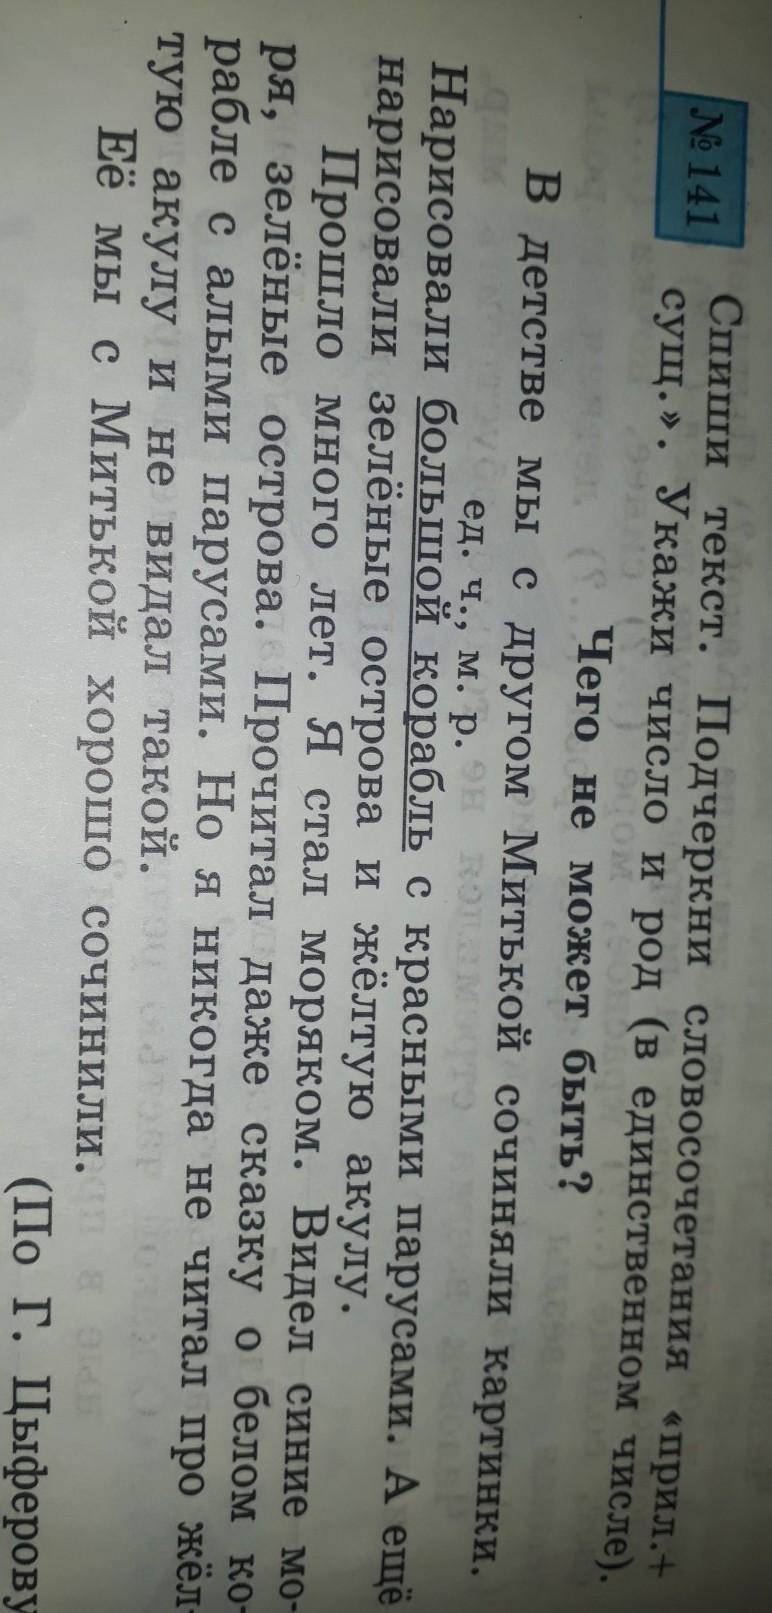 № 141 Спиши текст. Подчеркни словосочетания «прил.+
сущ.». Укажи число и род (в единственном числе).
Чего не может быть?
В детстве мы с другом Митькой сочиняли картинки.
ед. ч., м. р.
Нарисовали большой корабль с красными парусами. А ещё
нарисовали зелёные острова и жёлтую акулу.
Прошло много лет. Я стал моряком. Видел синие мо-
ря, зелёные острова. Прочитал даже сказку о белом ко-
рабле с алыми парусами. Но я никогда не читал про жёл-
тую акулу и не видал такой.
Её мы с Митькой хорошо сочинили.
(По Г. Цыферову